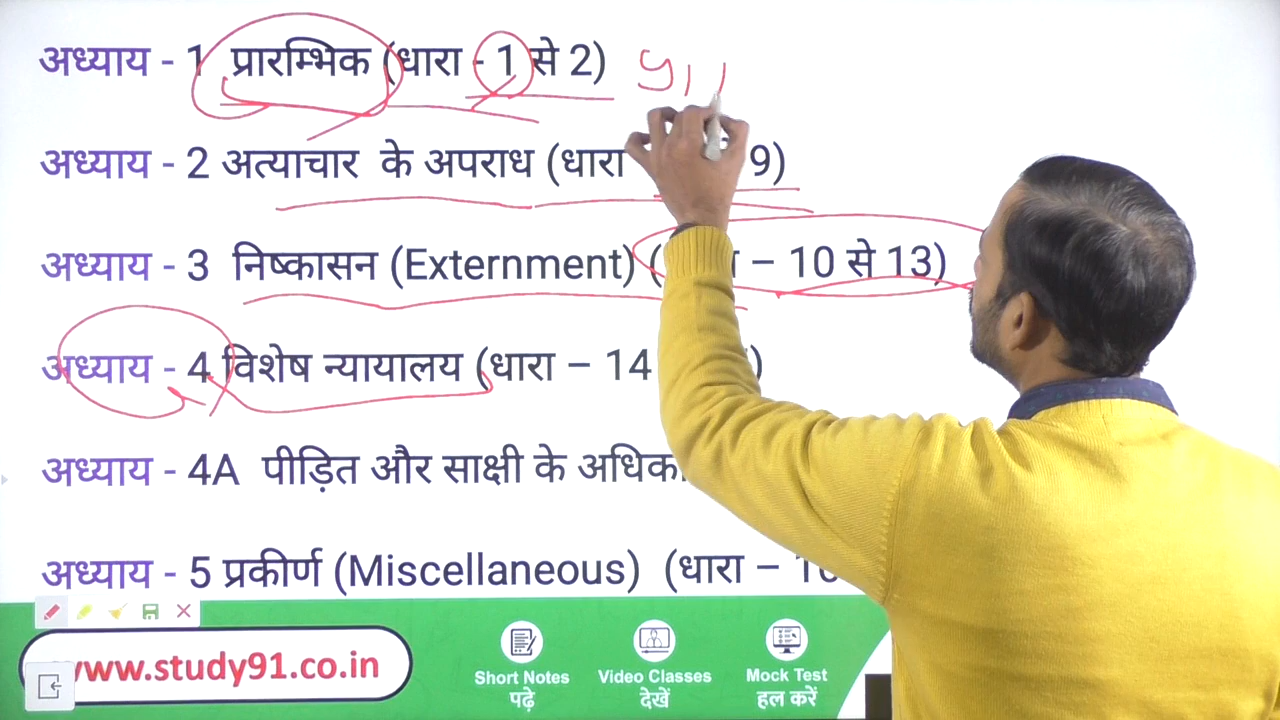 अध्याय - 1 प्रारम्भिक (धारा - 1 से 2)
अध्याय - 2 अत्याचार के अपराध (धारा 9)
अध्याय - 3 निष्कासन (Externment) ( – 10 से 13)
अध्याय - 4 विशेष न्यायालय (धारा – 14 )
अध्याय - 4A पीड़ित और साक्षी के
अध्याय - 5 प्रकीर्ण (Miscellaneous) (धारा –
www.study91.co.in
Short Notes
पढ़े
Video Classes
देखें
Mock Test
हल करें